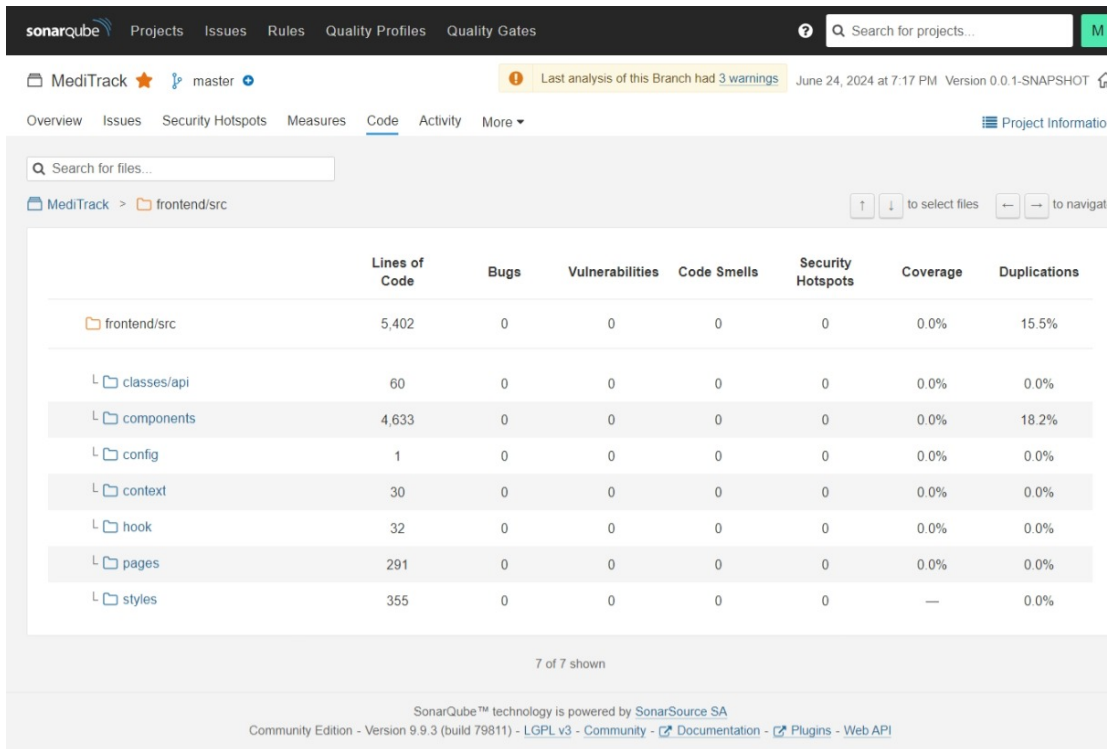 sonarqube Projects Issues Rules Quality Profiles Quality Gates ? Search for projects... M
MediTrack master Last analysis of this Branch had 3 warnings June 24, 2024 at 7:17 PM Version 0.0.1-SNAPSHOT
Overview Issues Security Hotspots Measures Code Activity More Project Informatio
Search for files...
MediTrack > frontend/src ↑ ↓ to select files ← → to navigat
Lines of Code Bugs Vulnerabilities Code Smells Security Hotspots Coverage Duplications
frontend/src 5,402 0 0 0 0 0.0% 15.5%
classes/api 60 0 0 0 0 0.0% 0.0%
components 4,633 0 0 0 0 0.0% 18.2%
config 1 0 0 0 0 0.0% 0.0%
context 30 0 0 0 0 0.0% 0.0%
hook 32 0 0 0 0 0.0% 0.0%
pages 291 0 0 0 0 0.0% 0.0%
styles 355 0 0 0 0 — 0.0%
7 of 7 shown
SonarQube™ technology is powered by SonarSource SA
Community Edition - Version 9.9.3 (build 79811) - LGPL v3 - Community - Documentation - Plugins - Web API